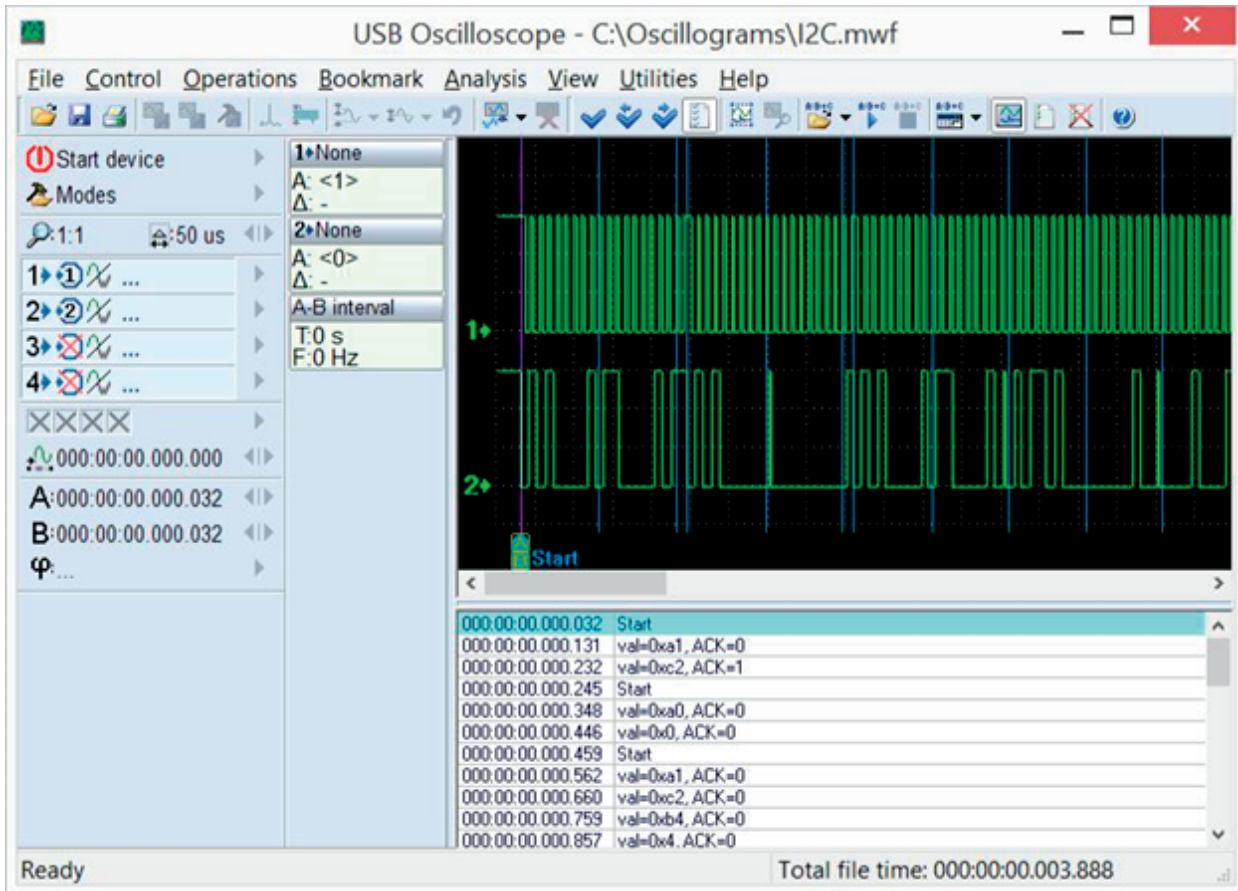 USB Oscilloscope - C:\Oscillograms\I2C.mwf
File Control Operations Bookmark Analysis View Utilities Help
Start device
Modes
:1:1 :50 us
1 1 ...
2 2 ...
3 ...
4 ...
000:00:00.000.000
A:000:00:00.000.032
B:000:00:00.000.032
φ:...
1 None
A: <1>
Δ: -
2 None
A: <0>
Δ: -
A-B interval
T:0 s
F:0 Hz
1
2
A
B
Start
000:00:00.000.032 Start
000:00:00.000.131 val=0xa1, ACK=0
000:00:00.000.232 val=0xc2, ACK=1
000:00:00.000.245 Start
000:00:00.000.348 val=0xa0, ACK=0
000:00:00.000.446 val=0x0, ACK=0
000:00:00.000.459 Start
000:00:00.000.562 val=0xa1, ACK=0
000:00:00.000.660 val=0xc2, ACK=0
000:00:00.000.759 val=0xb4, ACK=0
000:00:00.000.857 val=0x4, ACK=0
Ready
Total file time: 000:00:00.003.888